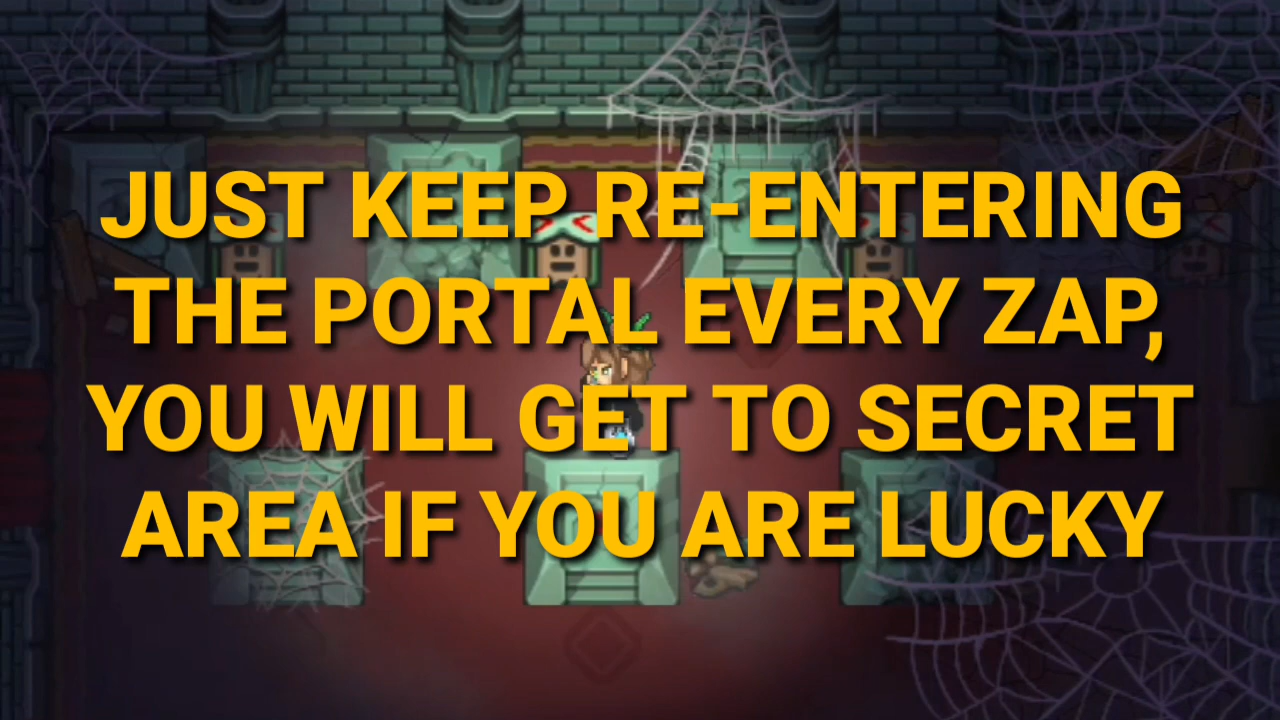 JUST KEEP RE-ENTERING
THE PORTAL EVERY ZAP,
YOU WILL GET TO SECRET
AREA IF YOU ARE LUCKY